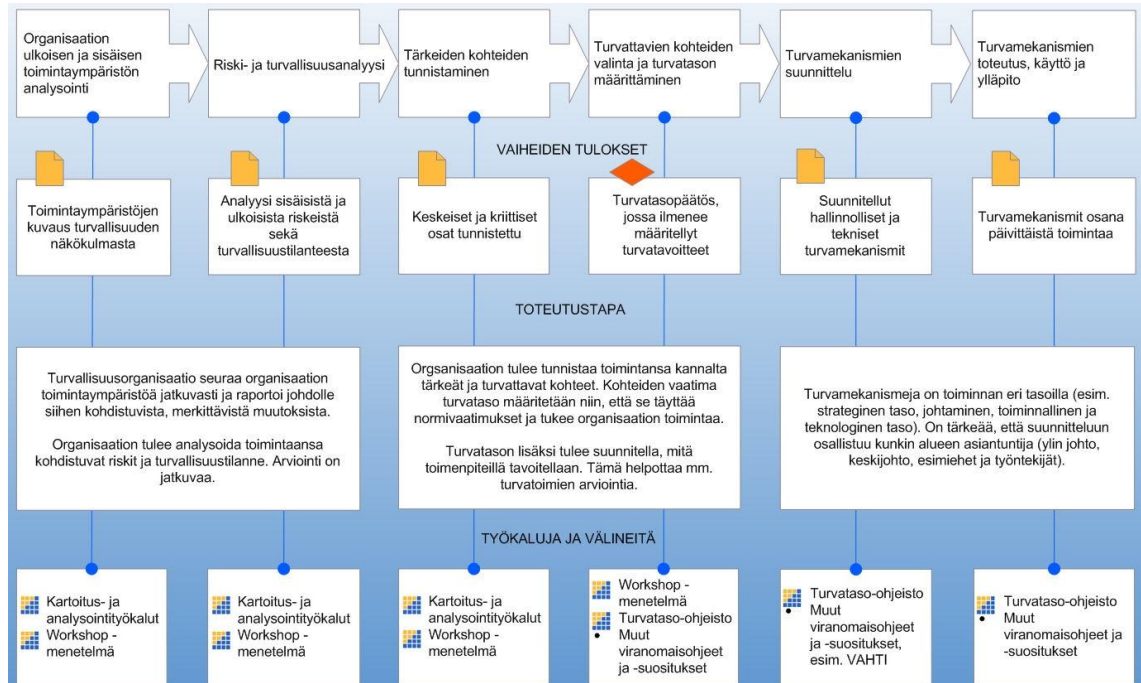 Organisaation
ulkoisen ja sisäisen
toimintaympäristön
analysointi
Riski- ja turvallisuusanalyysi
Tärkeiden kohteiden
tunnistaminen
Turvattavien kohteiden
valinta ja turvatason
määrittäminen
Turvamekanismien
suunnittelu
Turvamekanismien
toteutus, käyttö ja
ylläpito
VAIHEIDEN TULOKSET
Toimintaympäristöjen
kuvaus turvallisuuden
näkökulmasta
Analyysi sisäisistä ja
ulkoisista riskeistä
sekä
turvallisuustilanteesta
Keskeiset ja kriittiset
osat tunnistettu
Turvatasopäätös,
jossa ilmenee
määritellyt
turvatavoitteet
Suunnitellut
hallinnolliset ja
tekniset
turvamekanismit
Turvamekanismit osana
päivittäistä toimintaa
TOTEUTUSTAPA
Turvallisuusorganisaatio seuraa organisaation
toimintaympäristöä jatkuvasti ja raportoi johdolle
siihen kohdistuvista, merkittävistä muutoksista.
Organisaation tulee analysoida toimintaansa
kohdistuvat riskit ja turvallisuustilanne. Arviointi on
jatkuvaa.
Orgsanisaation tulee tunnistaa toimintansa kannalta
tärkeät ja turvattavat kohteet. Kohteiden vaatima
turvataso määritetään niin, että se täyttää
normivaatimukset ja tukee organisaation toimintaa.
Turvatason lisäksi tulee suunnitella, mitä
toimenpiteillä tavoitellaan. Tämä helpottaa mm.
turvatoimien arviointia.
Turvamekanismeja on toiminnan eri tasoilla (esim.
strateginen taso, johtaminen, toiminnallinen ja
teknologinen taso). On tärkeää, että suunnitteluun
osallistuu kunkin alueen asiantuntija (ylin johto,
keskijohto, esimiehet ja työntekijät).
TYÖKALUJA JA VÄLINEITÄ
Kartoitus- ja
analysointityökalut
Workshop -
menetelmä
Kartoitus- ja
analysointityökalut
Workshop -
menetelmä
Kartoitus- ja
analysointityökalut
Workshop -
menetelmä
Workshop -
menetelmä
Turvataso-ohjeisto
• Muut
viranomaisohjeet
ja -suositukset
Turvataso-ohjeisto
• Muut
viranomaisohjeet
ja -suositukset,
esim. VAHTI
Turvataso-ohjeisto
• Muut
viranomaisohjeet ja
-suositukset